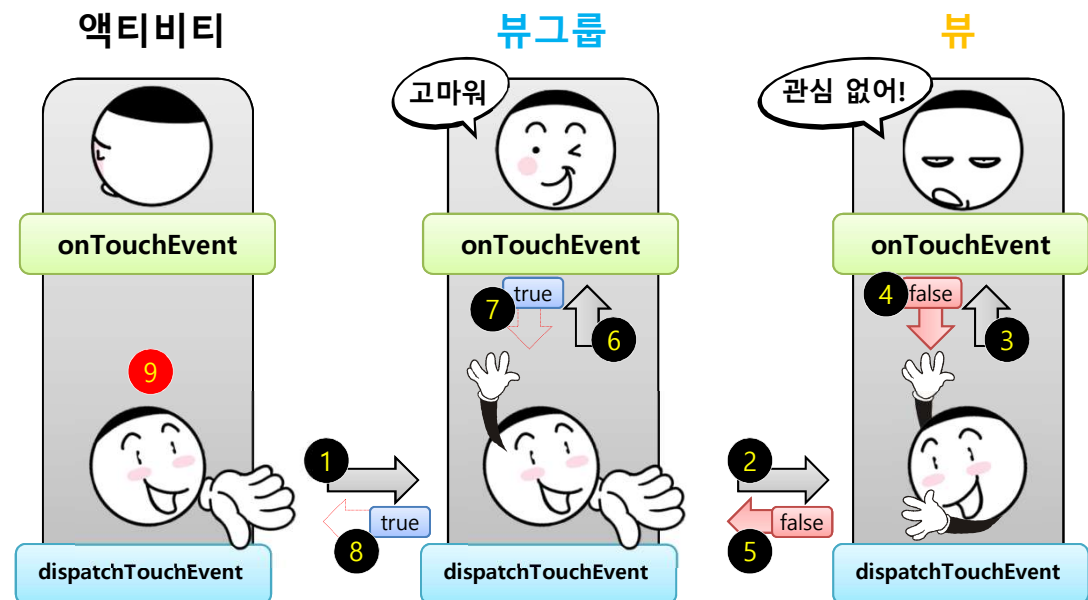 액티비티
뷰그룹
뷰
고마워
관심 없어!
onTouchEvent
onTouchEvent
onTouchEvent
7
true
6
4
false
3
9
1
2
true
8
false
5
dispatchTouchEvent
dispatchTouchEvent
dispatchTouchEvent